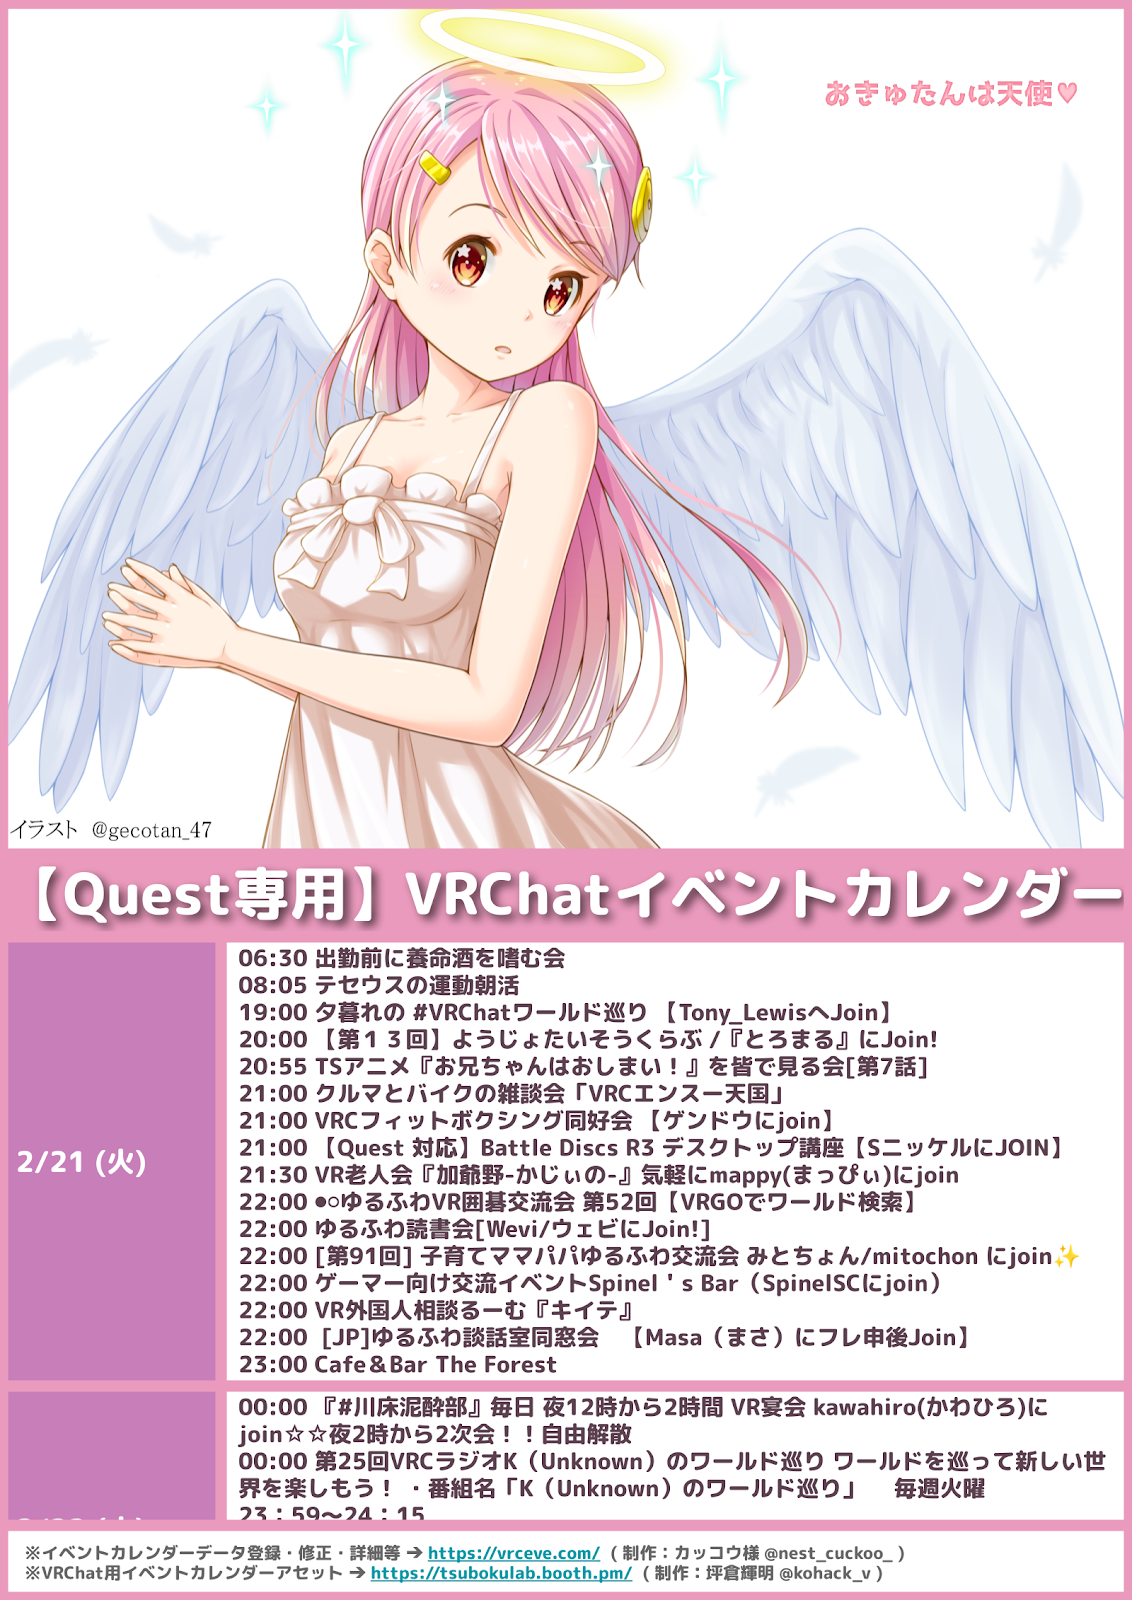 おきゅたんは天使♥
イラスト @gecotan_47
【Quest専用】VRChatイベントカレンダー
2/21 (火)
06:30 出勤前に養命酒を嗜む会
08:05 テセウスの運動朝活
19:00 夕暮れの #VRChatワールド巡り 【Tony_LewisへJoin】
20:00 【第１３回】ようじょたいそうくらぶ /『とろまる』にJoin!
20:55 TSアニメ『お兄ちゃんはおしまい！』を皆で見る会[第7話]
21:00 クルマとバイクの雑談会「VRCエンスー天国」
21:00 VRCフィットボクシング同好会 【ゲンドウにjoin】
21:00 【Quest 対応】Battle Discs R3 デスクトップ講座【SニッケルにJOIN】
21:30 VR老人会『加爺野-かじぃの-』気軽にmappy(まっぴぃ)にjoin
22:00 ●○ゆるふわVR囲碁交流会 第52回【VRGOでワールド検索】
22:00 ゆるふわ読書会[Wevi/ウェビにJoin!]
22:00 [第91回] 子育てママパパゆるふわ交流会 みとちょん/mitochon にjoin✨
22:00 ゲーマー向け交流イベントSpinel ' s Bar（SpinelSCにjoin）
22:00 VR外国人相談るーむ『キイテ』
22:00 [JP]ゆるふわ談話室同窓会　【Masa（まさ）にフレ申後Join】
23:00 Cafe＆Bar The Forest
00:00 『#川床泥酔部』毎日 夜12時から2時間 VR宴会 kawahiro(かわひろ)に
join☆☆夜2時から2次会！！自由解散
00:00 第25回VRCラジオK（Unknown）のワールド巡り ワールドを巡って新しい世
界を楽しもう！ ・番組名「K（Unknown）のワールド巡り」　毎週火曜
23：59～24：15
※イベントカレンダーデータ登録・修正・詳細等 ➔ https://vrceve.com/ （ 制作：カッコウ様 @nest_cuckoo_ ）
※VRChat用イベントカレンダーアセット ➔ https://tsubokulab.booth.pm/ （ 制作：坪倉輝明 @kohack_v ）